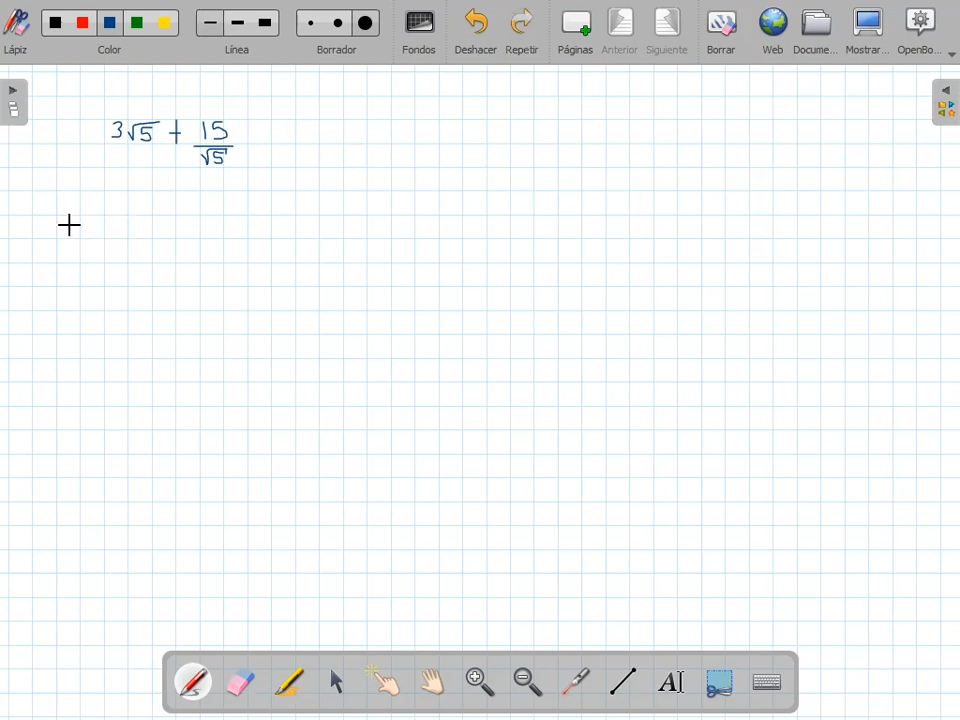 Lápiz Color Línea Borrador Fondos Deshacer Repetir Páginas Anterior Siguiente Borrar Web Docume... Mostrar... OpenBo...
3√5 + 15
√5
A